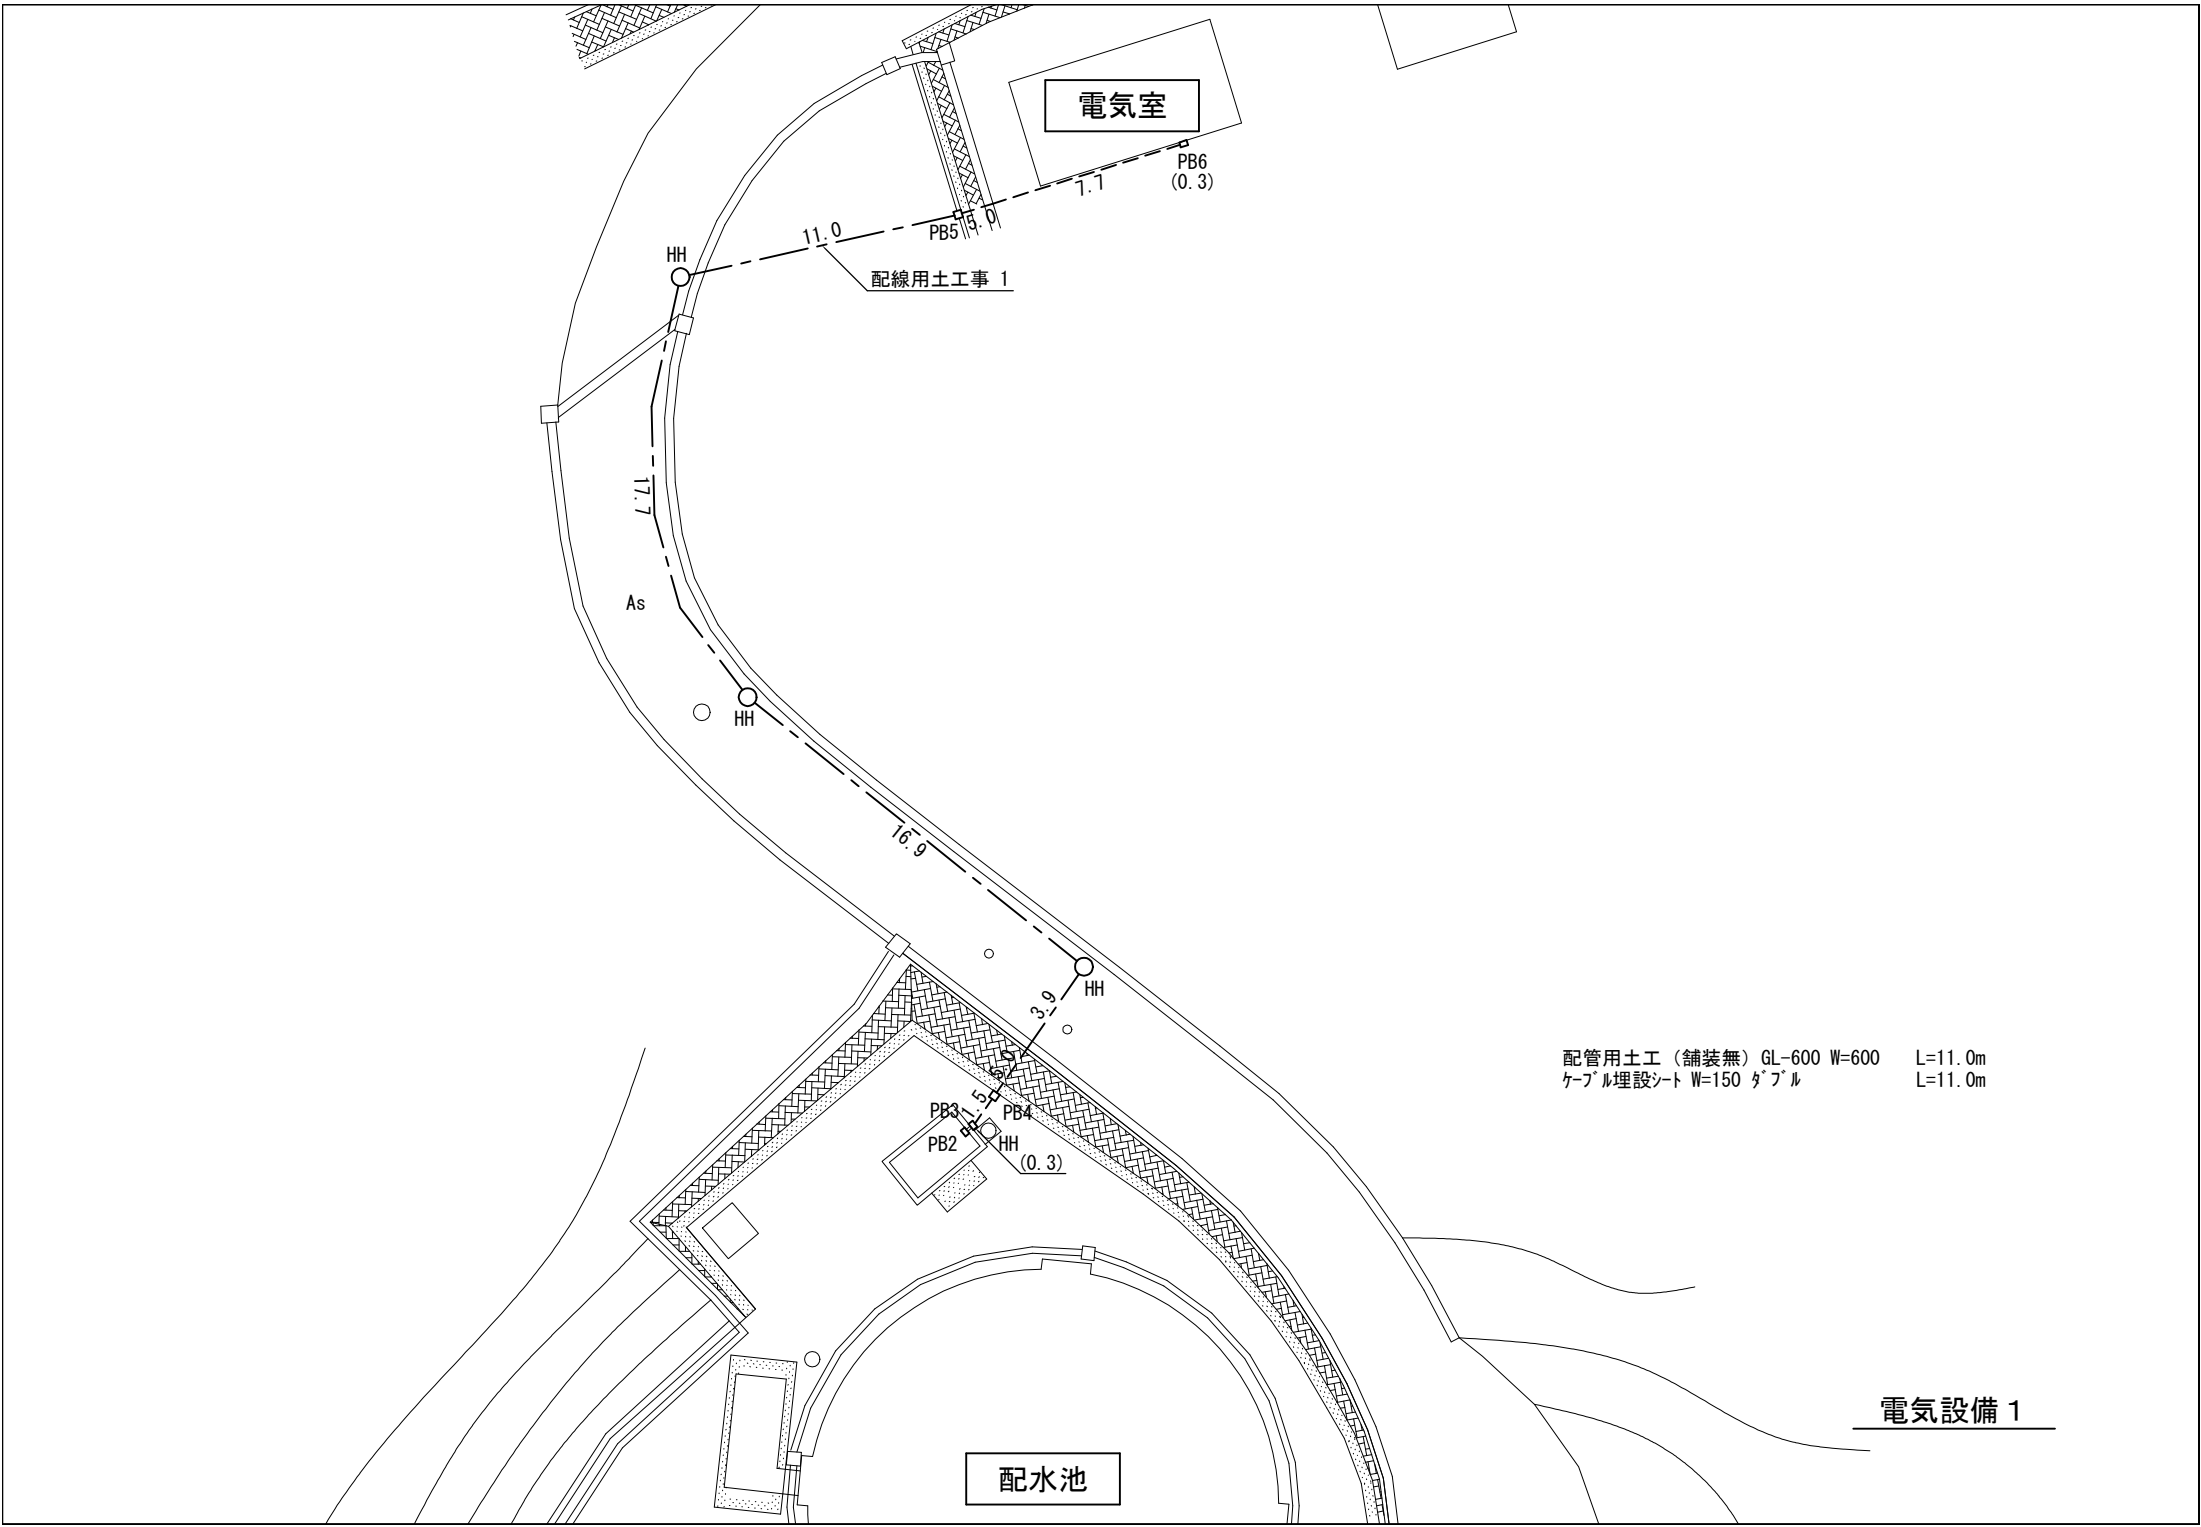 電気室
PB6
(0.3)
7.7
5.0
PB5
11.0
HH
配線用土工事 1
17.7
As
HH
16.9
HH
3.9
5.0
1.5
PB3
PB4
PB2
HH
(0.3)
配管用土工（舗装無）GL-600 W=600 L=11.0m
ｹｰﾌﾞﾙ埋設ｼｰﾄ W=150 ﾀﾞﾌﾞﾙ L=11.0m
電気設備１
配水池